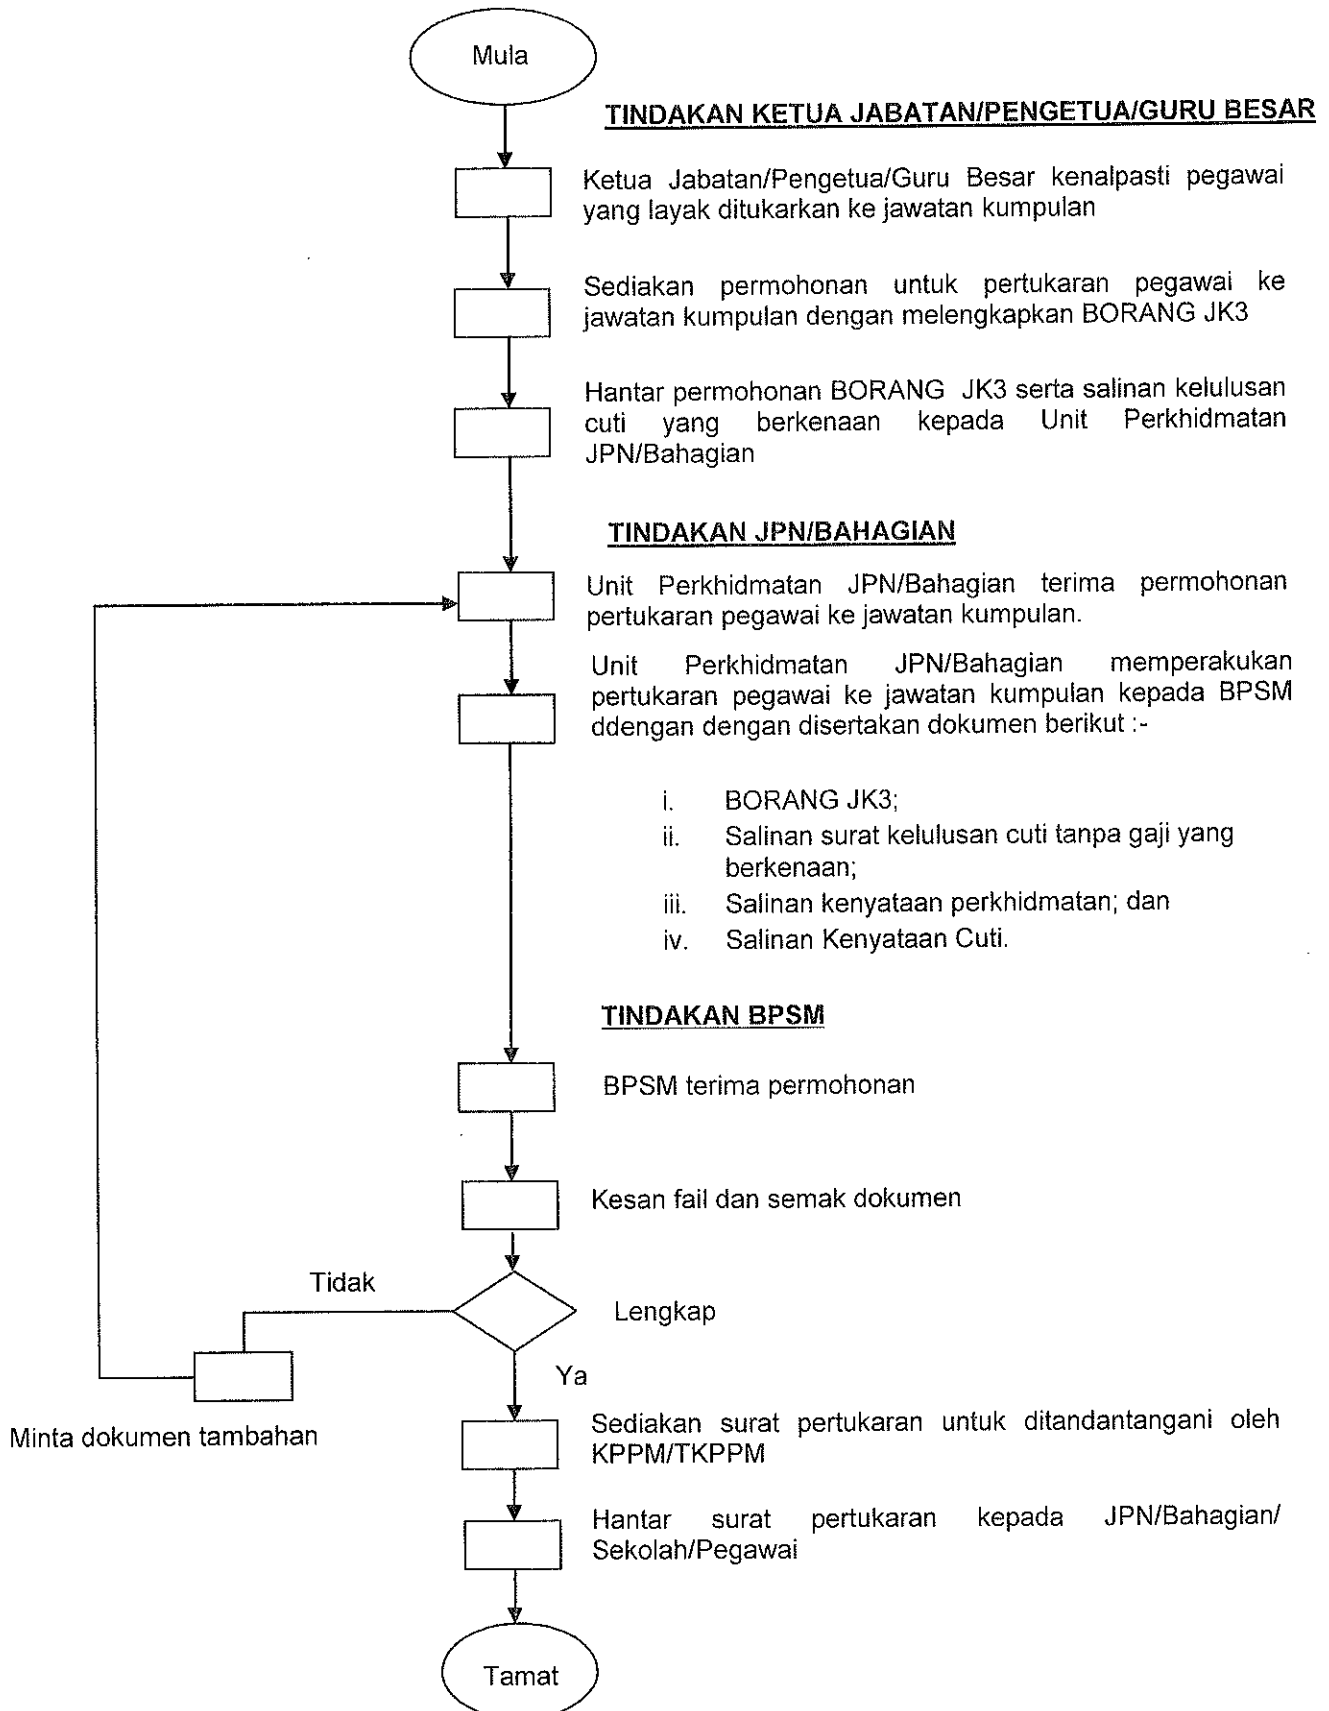 Mula
TINDAKAN KETUA JABATAN/PENGETUA/GURU BESAR
Ketua Jabatan/Pengetua/Guru Besar kenalpasti pegawai
yang layak ditukarkan ke jawatan kumpulan
Sediakan permohonan untuk pertukaran pegawai ke
jawatan kumpulan dengan melengkapkan BORANG JK3
Hantar permohonan BORANG JK3 serta salinan kelulusan
cuti yang berkenaan kepada Unit Perkhidmatan
JPN/Bahagian
TINDAKAN JPN/BAHAGIAN
Unit Perkhidmatan JPN/Bahagian terima permohonan
pertukaran pegawai ke jawatan kumpulan.
Unit Perkhidmatan JPN/Bahagian memperakukan
pertukaran pegawai ke jawatan kumpulan kepada BPSM
ddengan dengan disertakan dokumen berikut :-
i. BORANG JK3;
ii. Salinan surat kelulusan cuti tanpa gaji yang
berkenaan;
iii. Salinan kenyataan perkhidmatan; dan
iv. Salinan Kenyataan Cuti.
TINDAKAN BPSM
BPSM terima permohonan
Kesan fail dan semak dokumen
Tidak
Lengkap
Ya
Minta dokumen tambahan
Sediakan surat pertukaran untuk ditandantangani oleh
KPPM/TKPPM
Hantar surat pertukaran kepada JPN/Bahagian/
Sekolah/Pegawai
Tamat